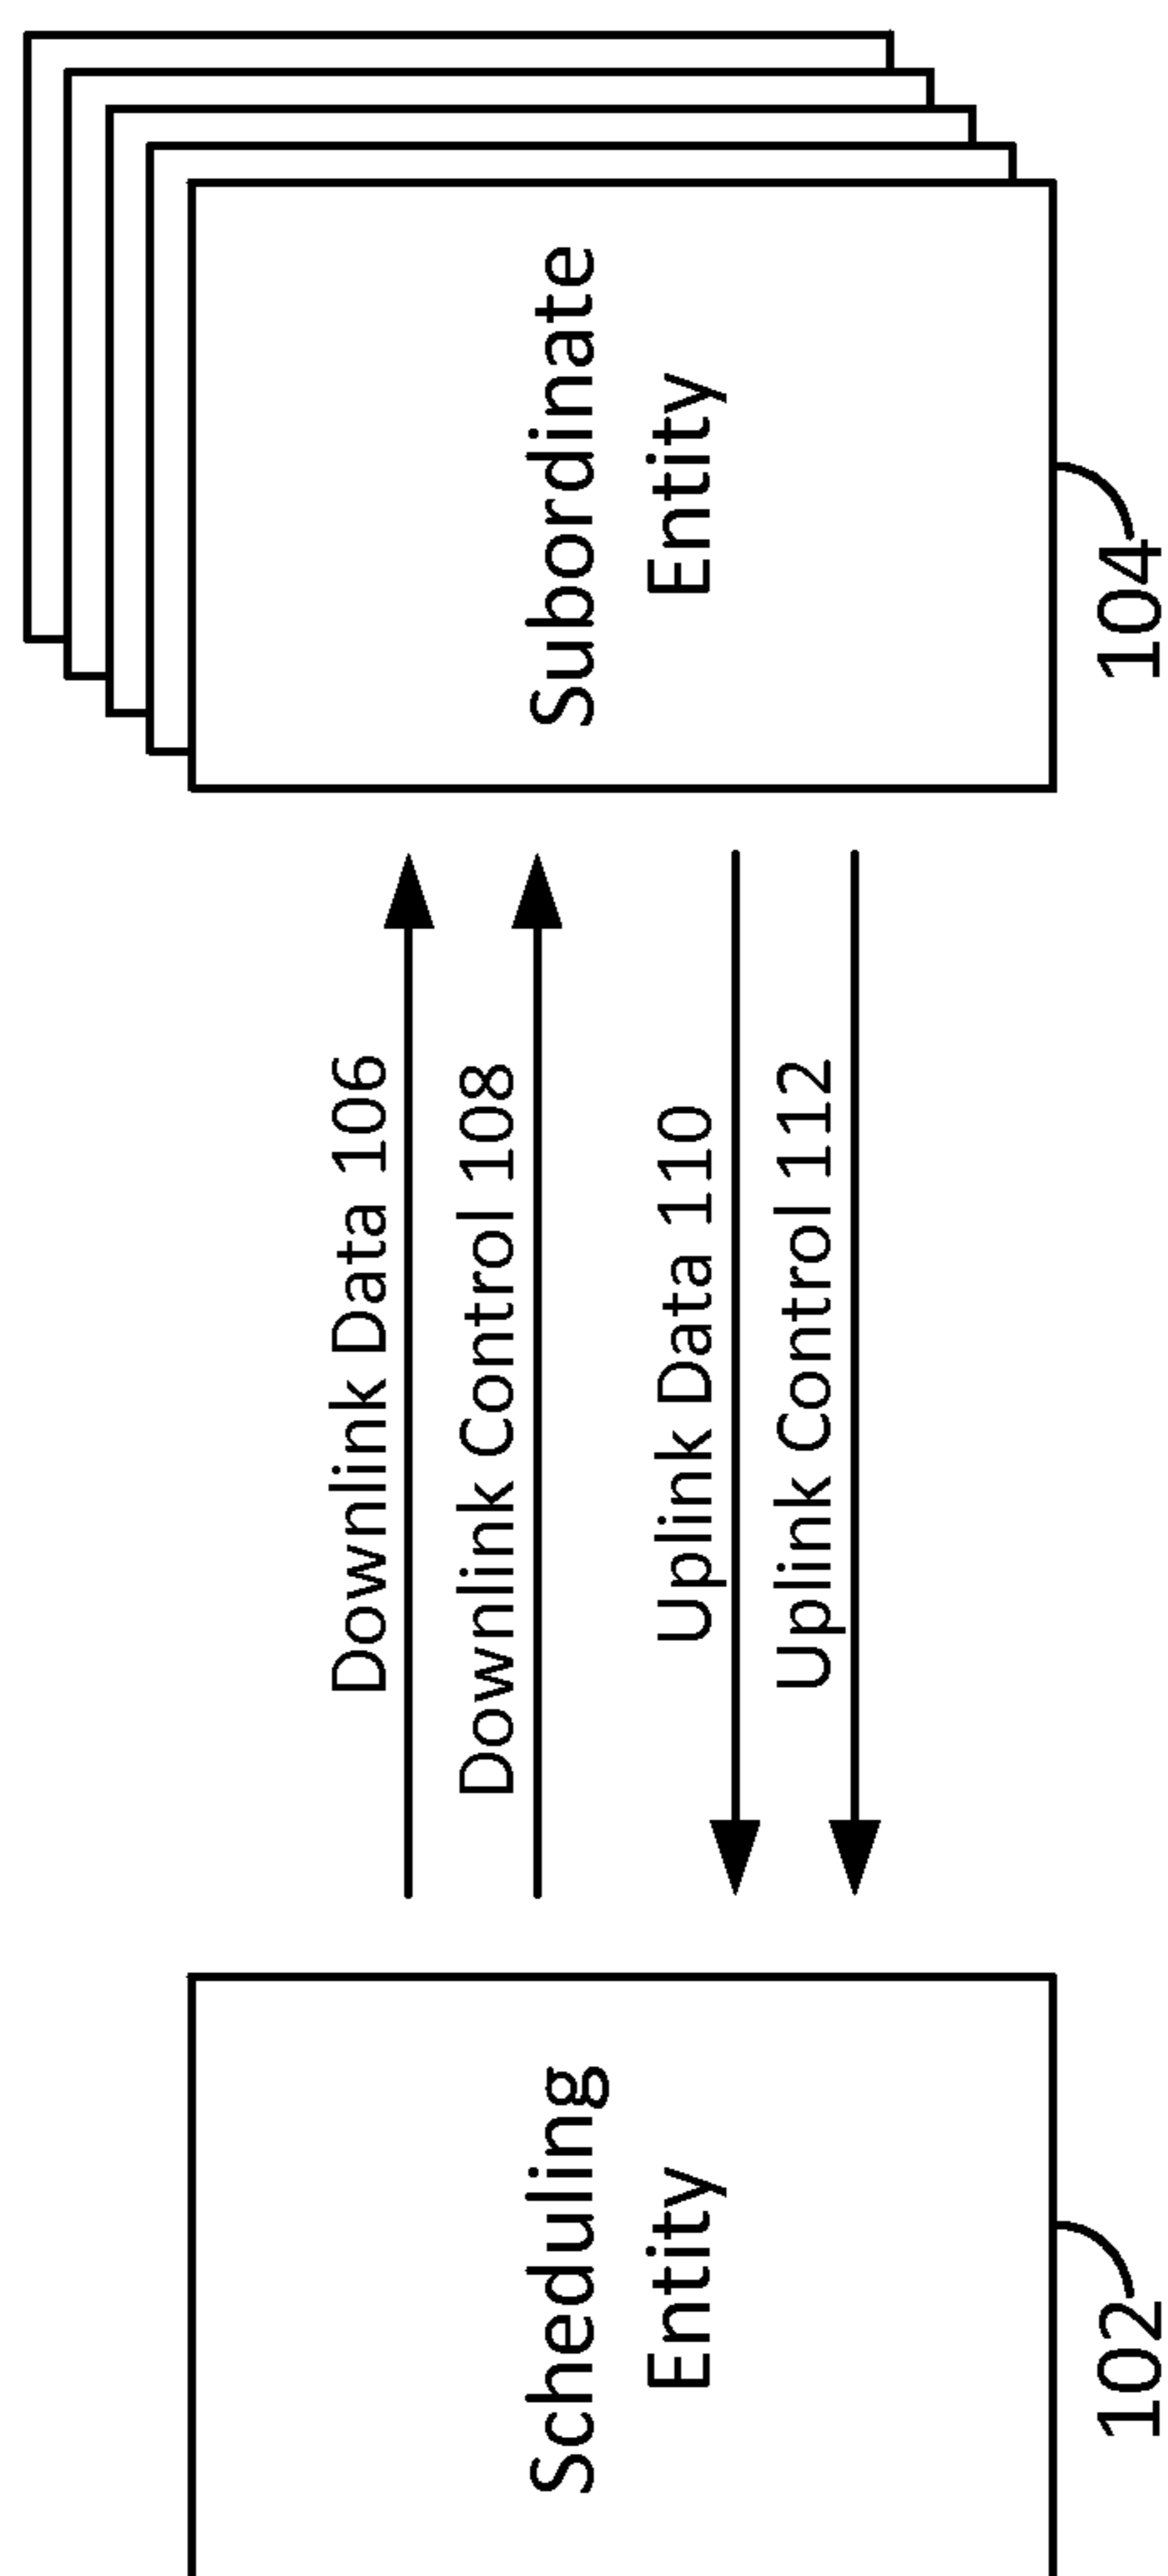 Scheduling
Entity
102
Downlink Data 106
Downlink Control 108
Uplink Data 110
Uplink Control 112
Subordinate
Entity
104